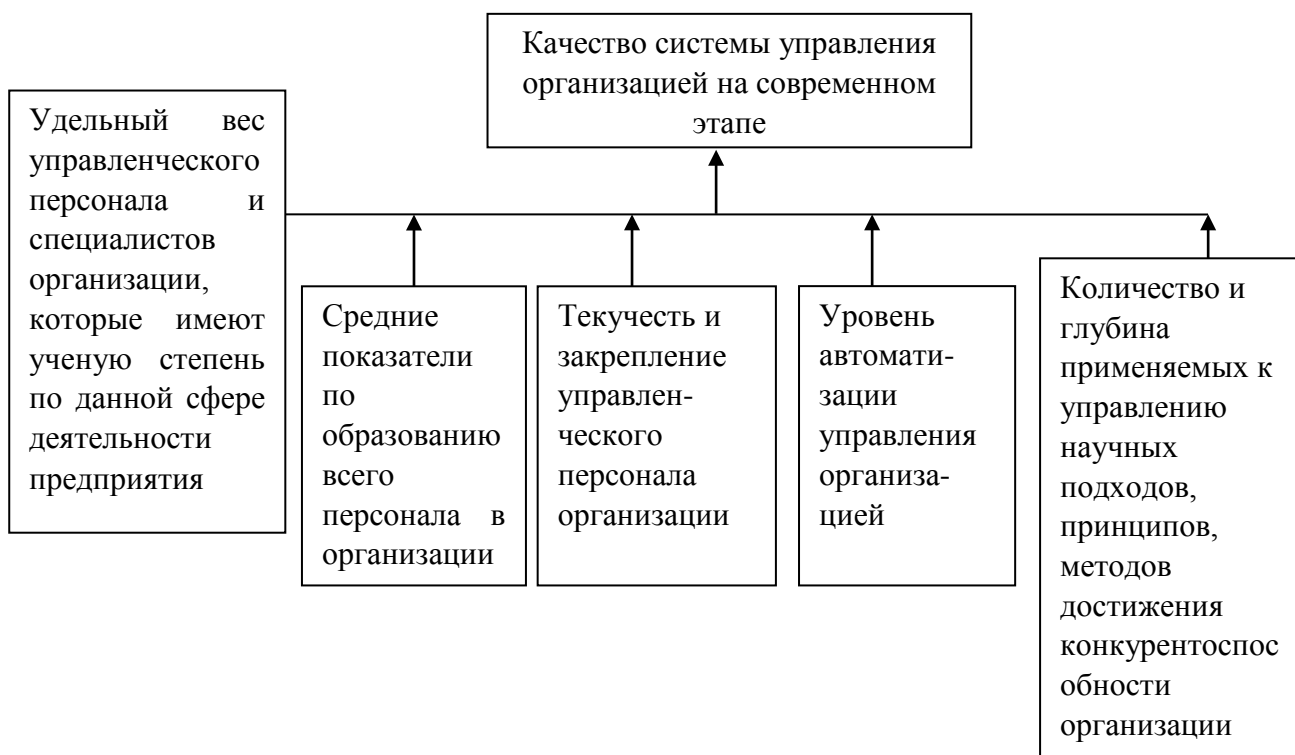 Качество системы управления
организацией на современном
этапе
Удельный вес
управленческого
персонала и
специалистов
организации,
которые имеют
ученую степень
по данной сфере
деятельности
предприятия
Средние
показатели
по
образованию
всего
персонала в
организации
Текучесть и
закрепление
управлен-
ческого
персонала
организации
Уровень
автомати-
зации
управления
организа-
цией
Количество и
глубина
применяемых к
управлению
научных
подходов,
принципов,
методов
достижения
конкурентоспос
обности
организации